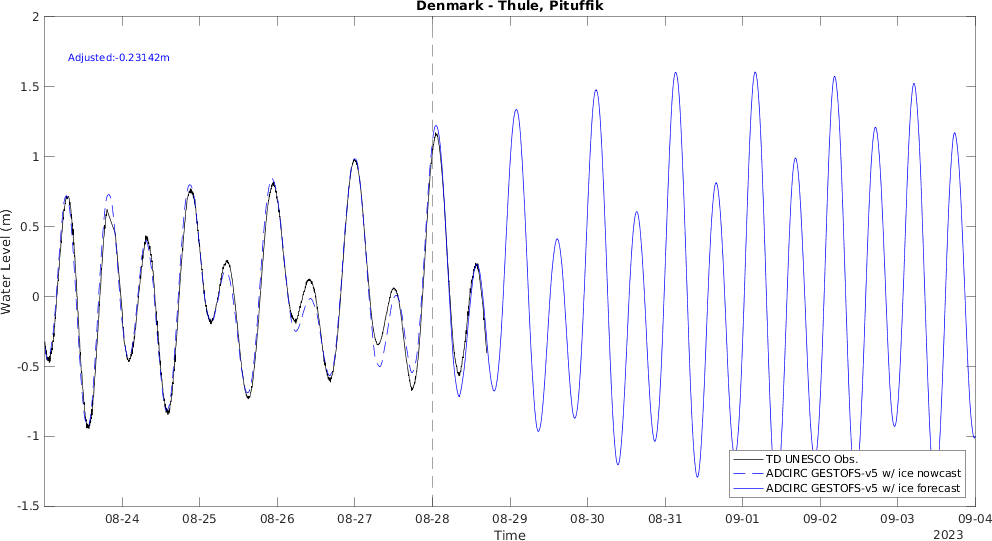 Denmark - Thule, Pituffik
Adjusted:-0.23142m
Water Level (m)
2
1.5
1
0.5
0
-0.5
-1
-1.5
TD UNESCO Obs.
ADCIRC GESTOFS-v5 w/ ice nowcast
ADCIRC GESTOFS-v5 w/ ice forecast
08-24 08-25 08-26 08-27 08-28 08-29 08-30 08-31 09-01 09-02 09-03 09-04
Time
2023